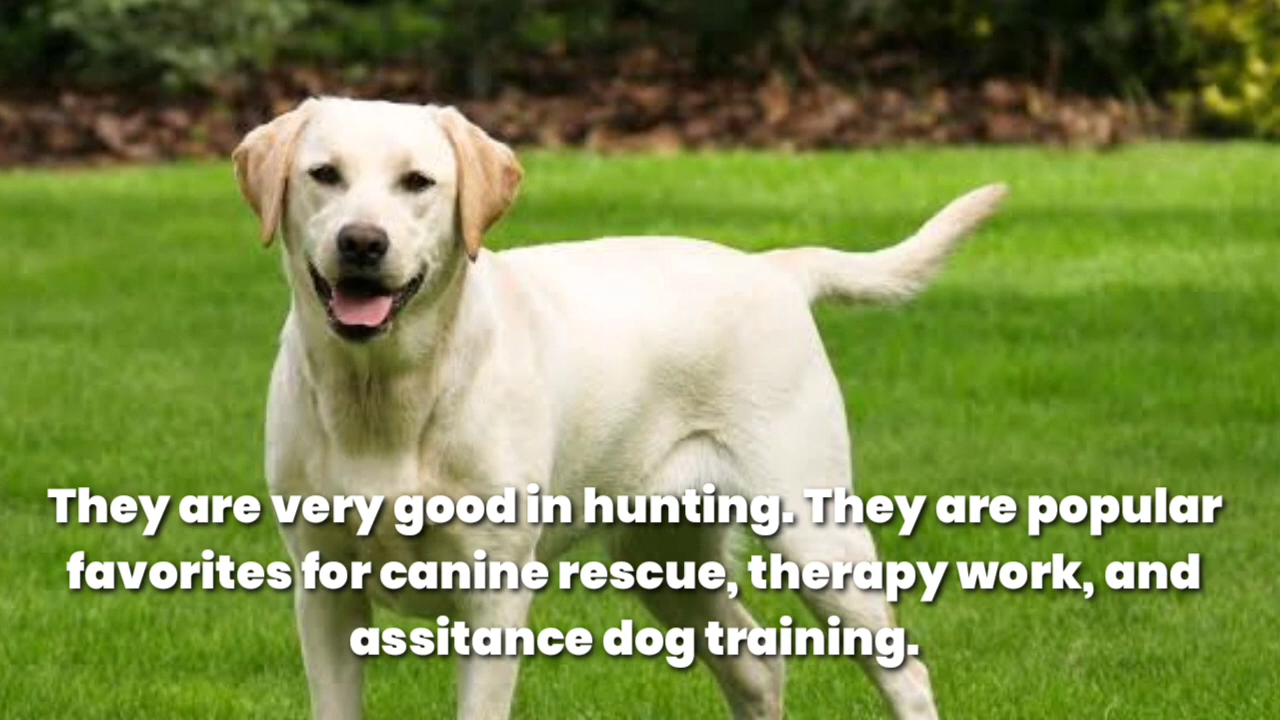 They are very good in hunting. They are popular
favorites for canine rescue, therapy work, and
assitance dog training.